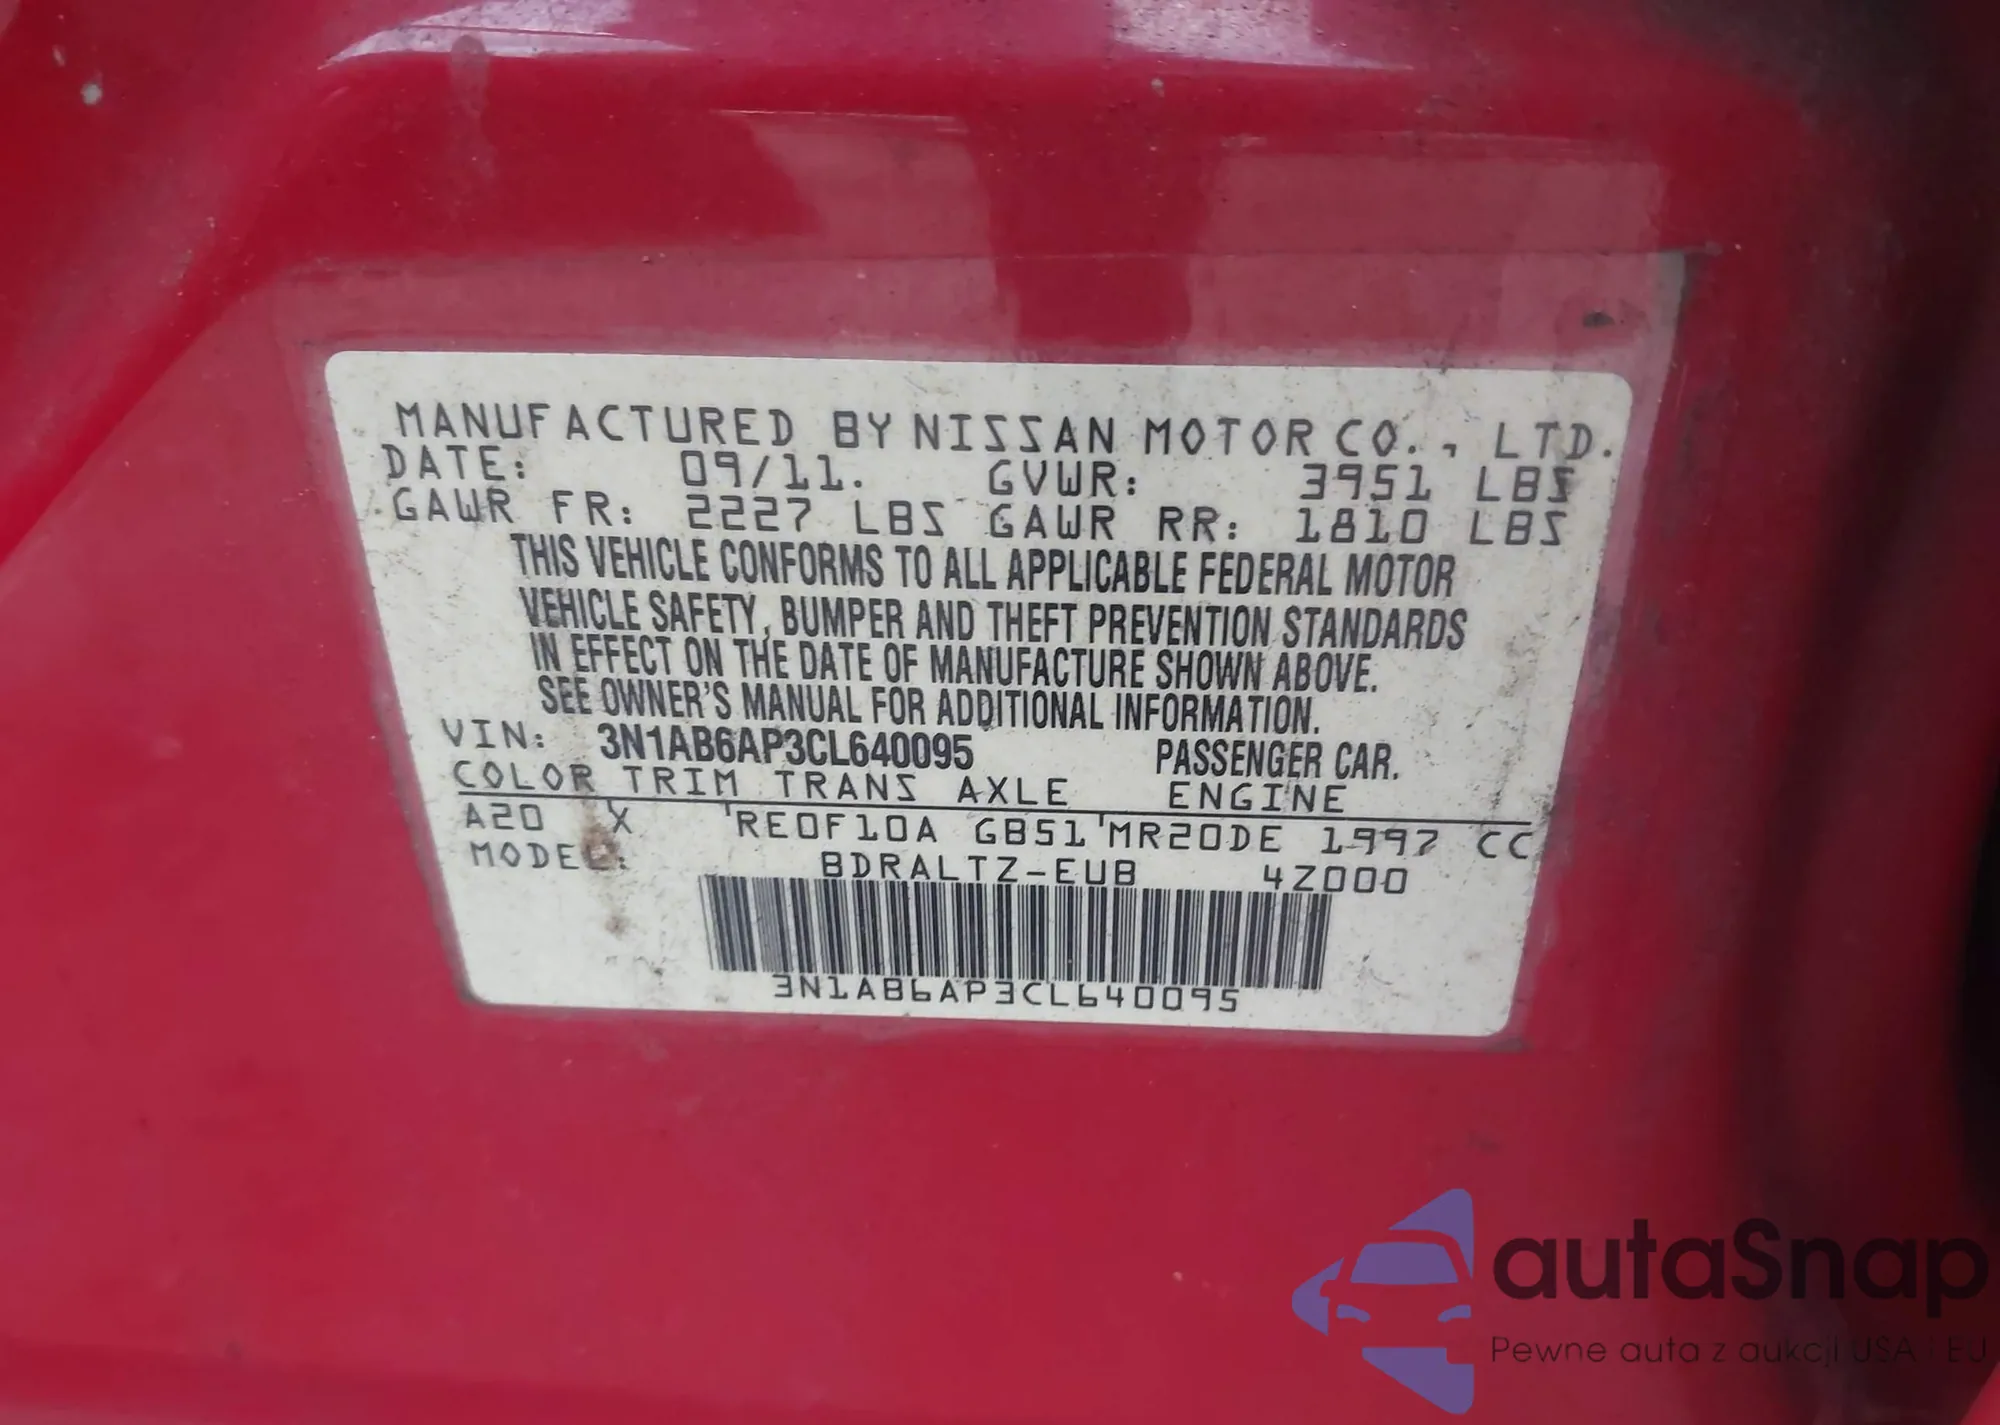 MANUFACTURED BY NISSAN MOTOR CO., LTD.
DATE: 09/11. GVWR: 3951 LBS
GAWR FR: 2227 LBS GAWR RR: 1810 LBS
THIS VEHICLE CONFORMS TO ALL APPLICABLE FEDERAL MOTOR
VEHICLE SAFETY, BUMPER AND THEFT PREVENTION STANDARDS
IN EFFECT ON THE DATE OF MANUFACTURE SHOWN ABOVE.
SEE OWNER'S MANUAL FOR ADDITIONAL INFORMATION.
VIN: 3N1AB6AP3CL640095 PASSENGER CAR.
COLOR TRIM TRANS AXLE ENGINE
A20 X RE0F10A GB51 MR20DE 1997 CC
MODEL: BDRALTZ-EUB 4Z000
3N1AB6AP3CL640095
autaSnap
Pewne auta z aukcji USA i EU